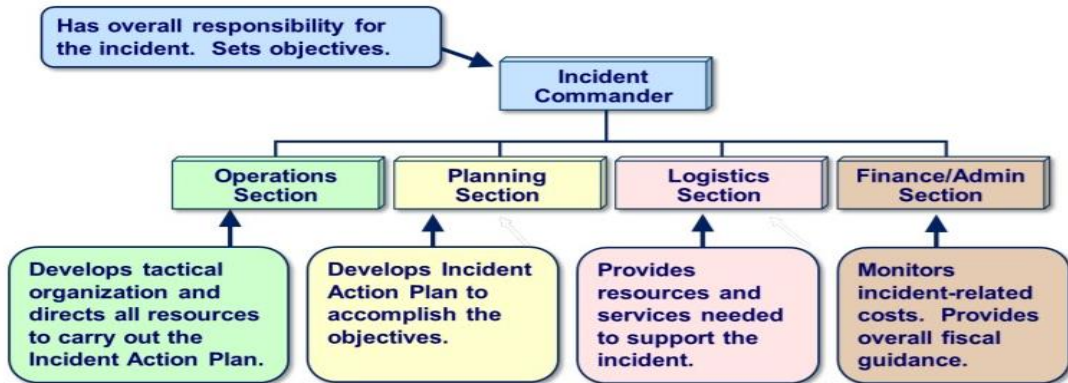 Has overall responsibility for
the incident. Sets objectives.
Incident
Commander
Operations
Section
Planning
Section
Logistics
Section
Finance/Admin
Section
Develops tactical
organization and
directs all resources
to carry out the
Incident Action Plan.
Develops Incident
Action Plan to
accomplish the
objectives.
Provides
resources and
services needed
to support the
incident.
Monitors
incident-related
costs. Provides
overall fiscal
guidance.